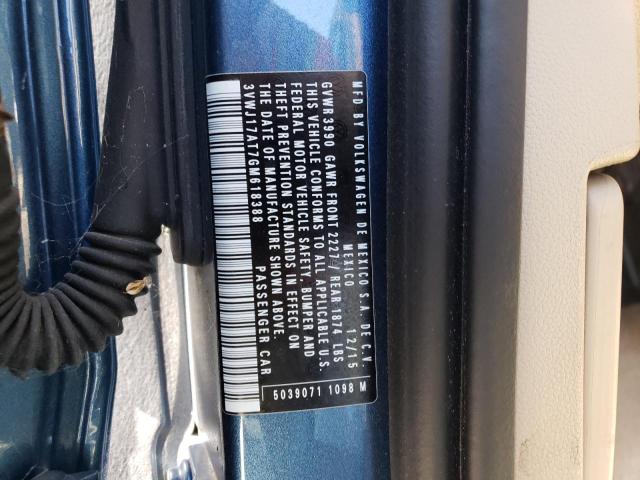 MFD BY VOLKSWAGEN DE MEXICO S.A. DE C.V
MEXICO 12/15
GVWR 3990 GAWR FRONT 2227 / REAR 1874 LBS
THIS VEHICLE CONFORMS TO ALL APPLICABLE U.S.
FEDERAL MOTOR VEHICLE SAFETY, BUMPER AND
THEFT PREVENTION STANDARDS IN EFFECT ON
THE DATE OF MANUFACTURE SHOWN ABOVE.
3VWJ17AT7GM618388 PASSENGER CAR
5039071 1098 M